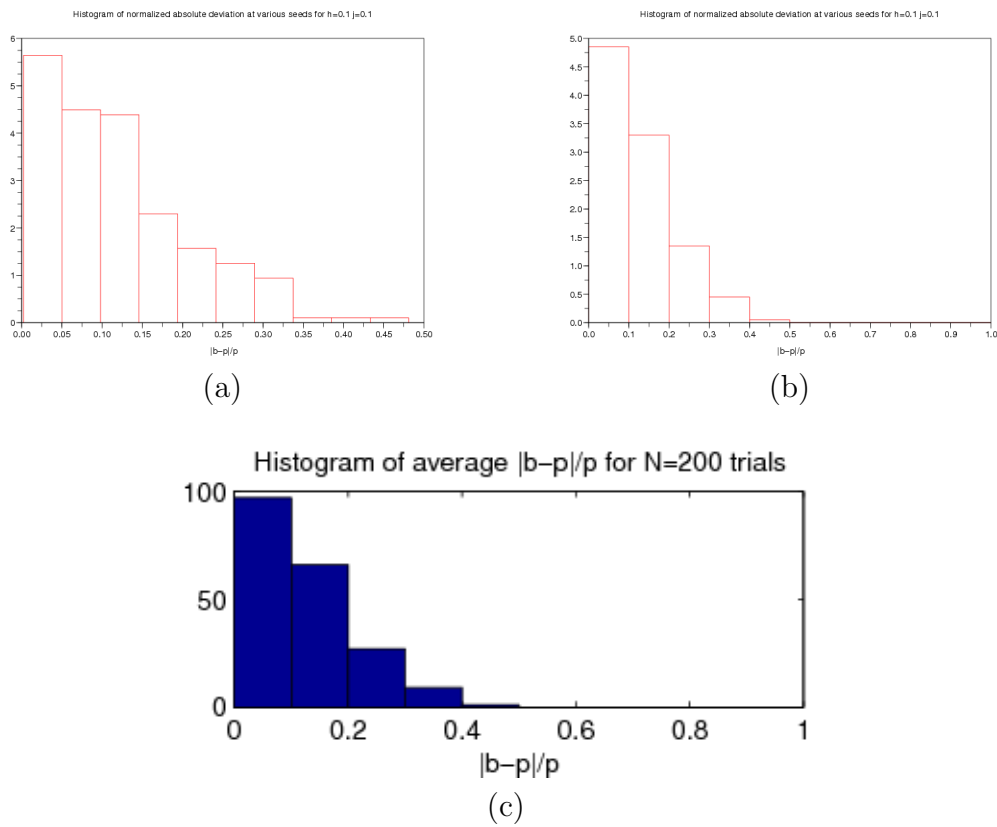 Histogram of normalized absolute deviation at various seeds for h=0.1 j=0.1
6
5
4
3
2
1
0
0.00 0.05 0.10 0.15 0.20 0.25 0.30 0.35 0.40 0.45 0.50
|b−p|/p
(a)
Histogram of normalized absolute deviation at various seeds for h=0.1 j=0.1
5.0
4.5
4.0
3.5
3.0
2.5
2.0
1.5
1.0
0.5
0.0
0.0 0.1 0.2 0.3 0.4 0.5 0.6 0.7 0.8 0.9 1.0
|b−p|/p
(b)
Histogram of average |b−p|/p for N=200 trials
100
50
0
0 0.2 0.4 0.6 0.8 1
|b−p|/p
(c)